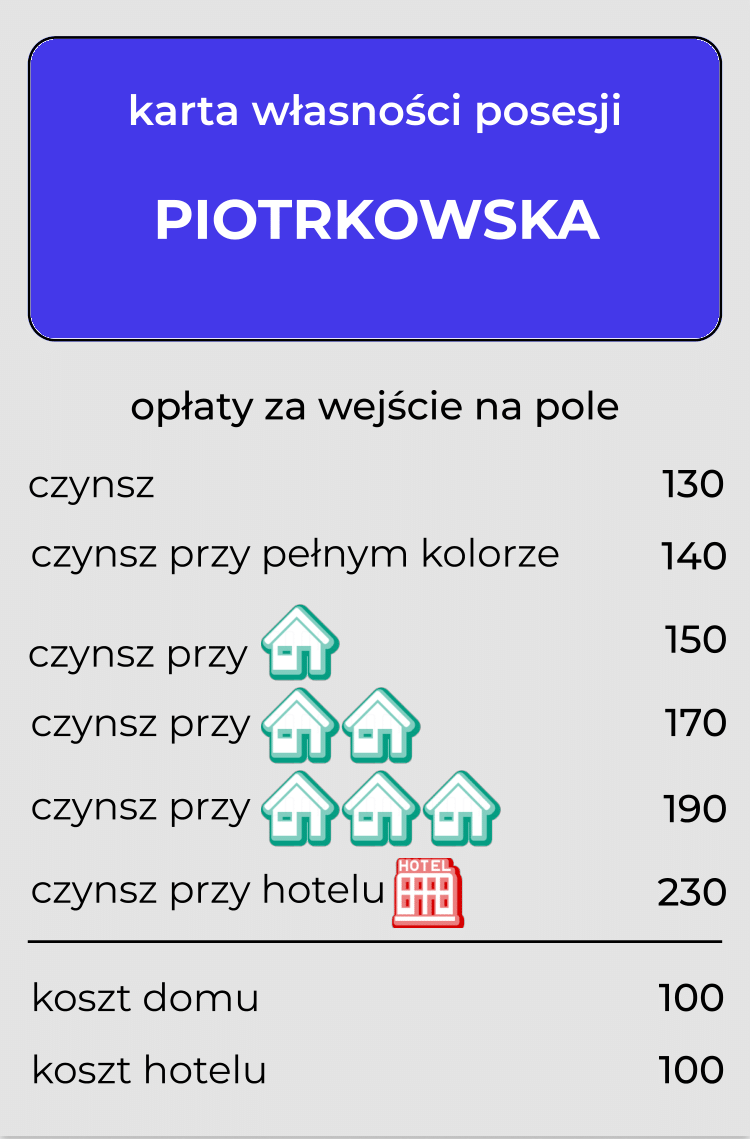 karta własności posesji
PIOTRKOWSKA
opłaty za wejście na pole
czynsz 130
czynsz przy pełnym kolorze 140
czynsz przy 150
czynsz przy 170
czynsz przy 190
czynsz przy hotelu HOTEL 230
koszt domu 100
koszt hotelu 100